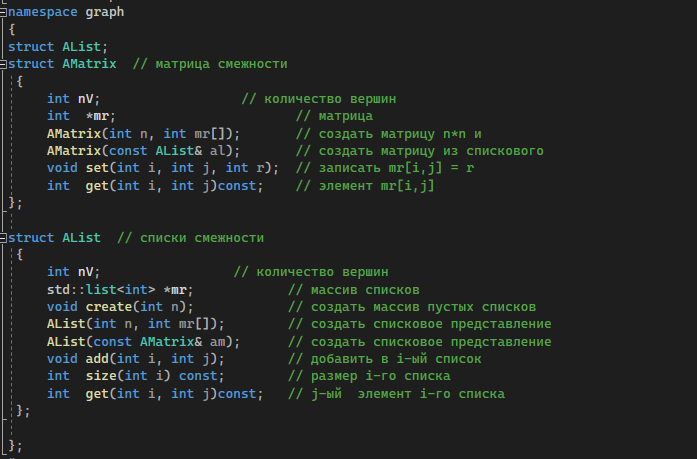 namespace graph
{
struct AList;
struct AMatrix  // матрица смежности
{
int nV;                  // количество вершин
int  *mr;                       // матрица
AMatrix(int n, int mr[]);       // создать матрицу n*n и
AMatrix(const AList& al);       // создать матрицу из спискового
void set(int i, int j, int r);  // записать mr[i,j] = r
int  get(int i, int j)const;    // элемент mr[i,j]
};
struct AList  // списки смежности
{
int nV;                 // количество вершин
std::list<int> *mr;            // массив списков
void create(int n);            // создать массив пустых списков
AList(int n, int mr[]);        // создать списковое представление
AList(const AMatrix& am);      // создать списковое представление
void add(int i, int j);        // добавить в i-ый список
int  size(int i) const;        // размер i-го списка
int  get(int i, int j)const;   // j-ый  элемент i-го списка
};
};